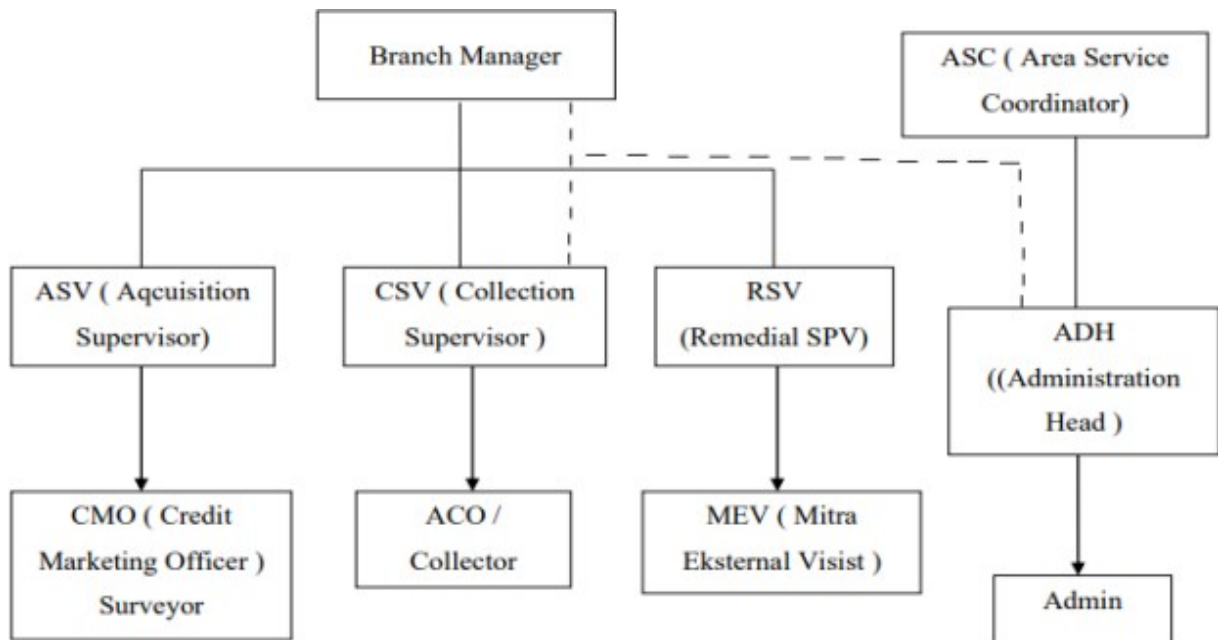 Branch Manager
ASC ( Area Service
Coordinator)
ASV ( Aqcuisition
Supervisor)
CSV ( Collection
Supervisor )
RSV
(Remedial SPV)
ADH
((Administration
Head )
CMO ( Credit
Marketing Officer )
Surveyor
ACO /
Collector
MEV ( Mitra
Eksternal Visist )
Admin